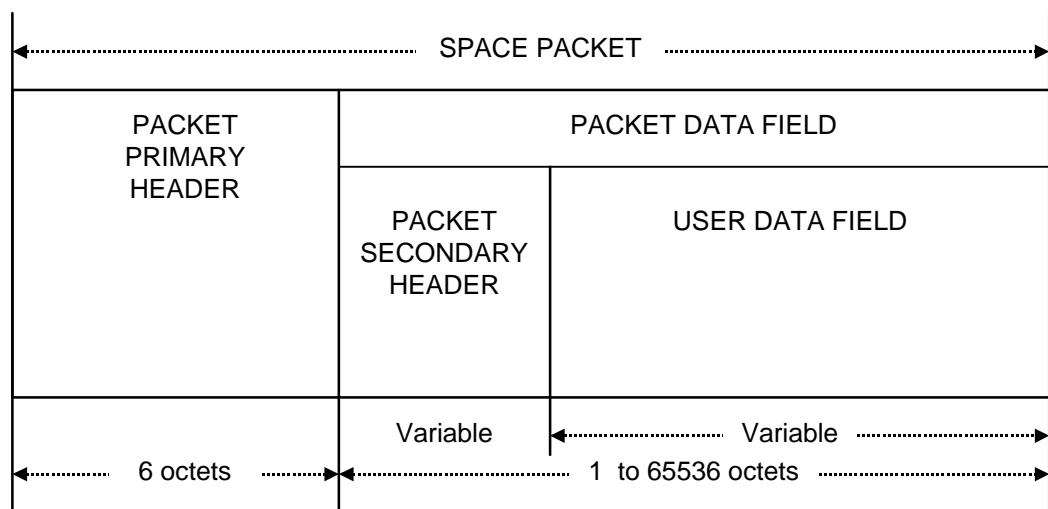 SPACE PACKET
PACKET
PRIMARY
HEADER
PACKET DATA FIELD
PACKET
SECONDARY
HEADER
USER DATA FIELD
Variable
Variable
6 octets
1 to 65536 octets